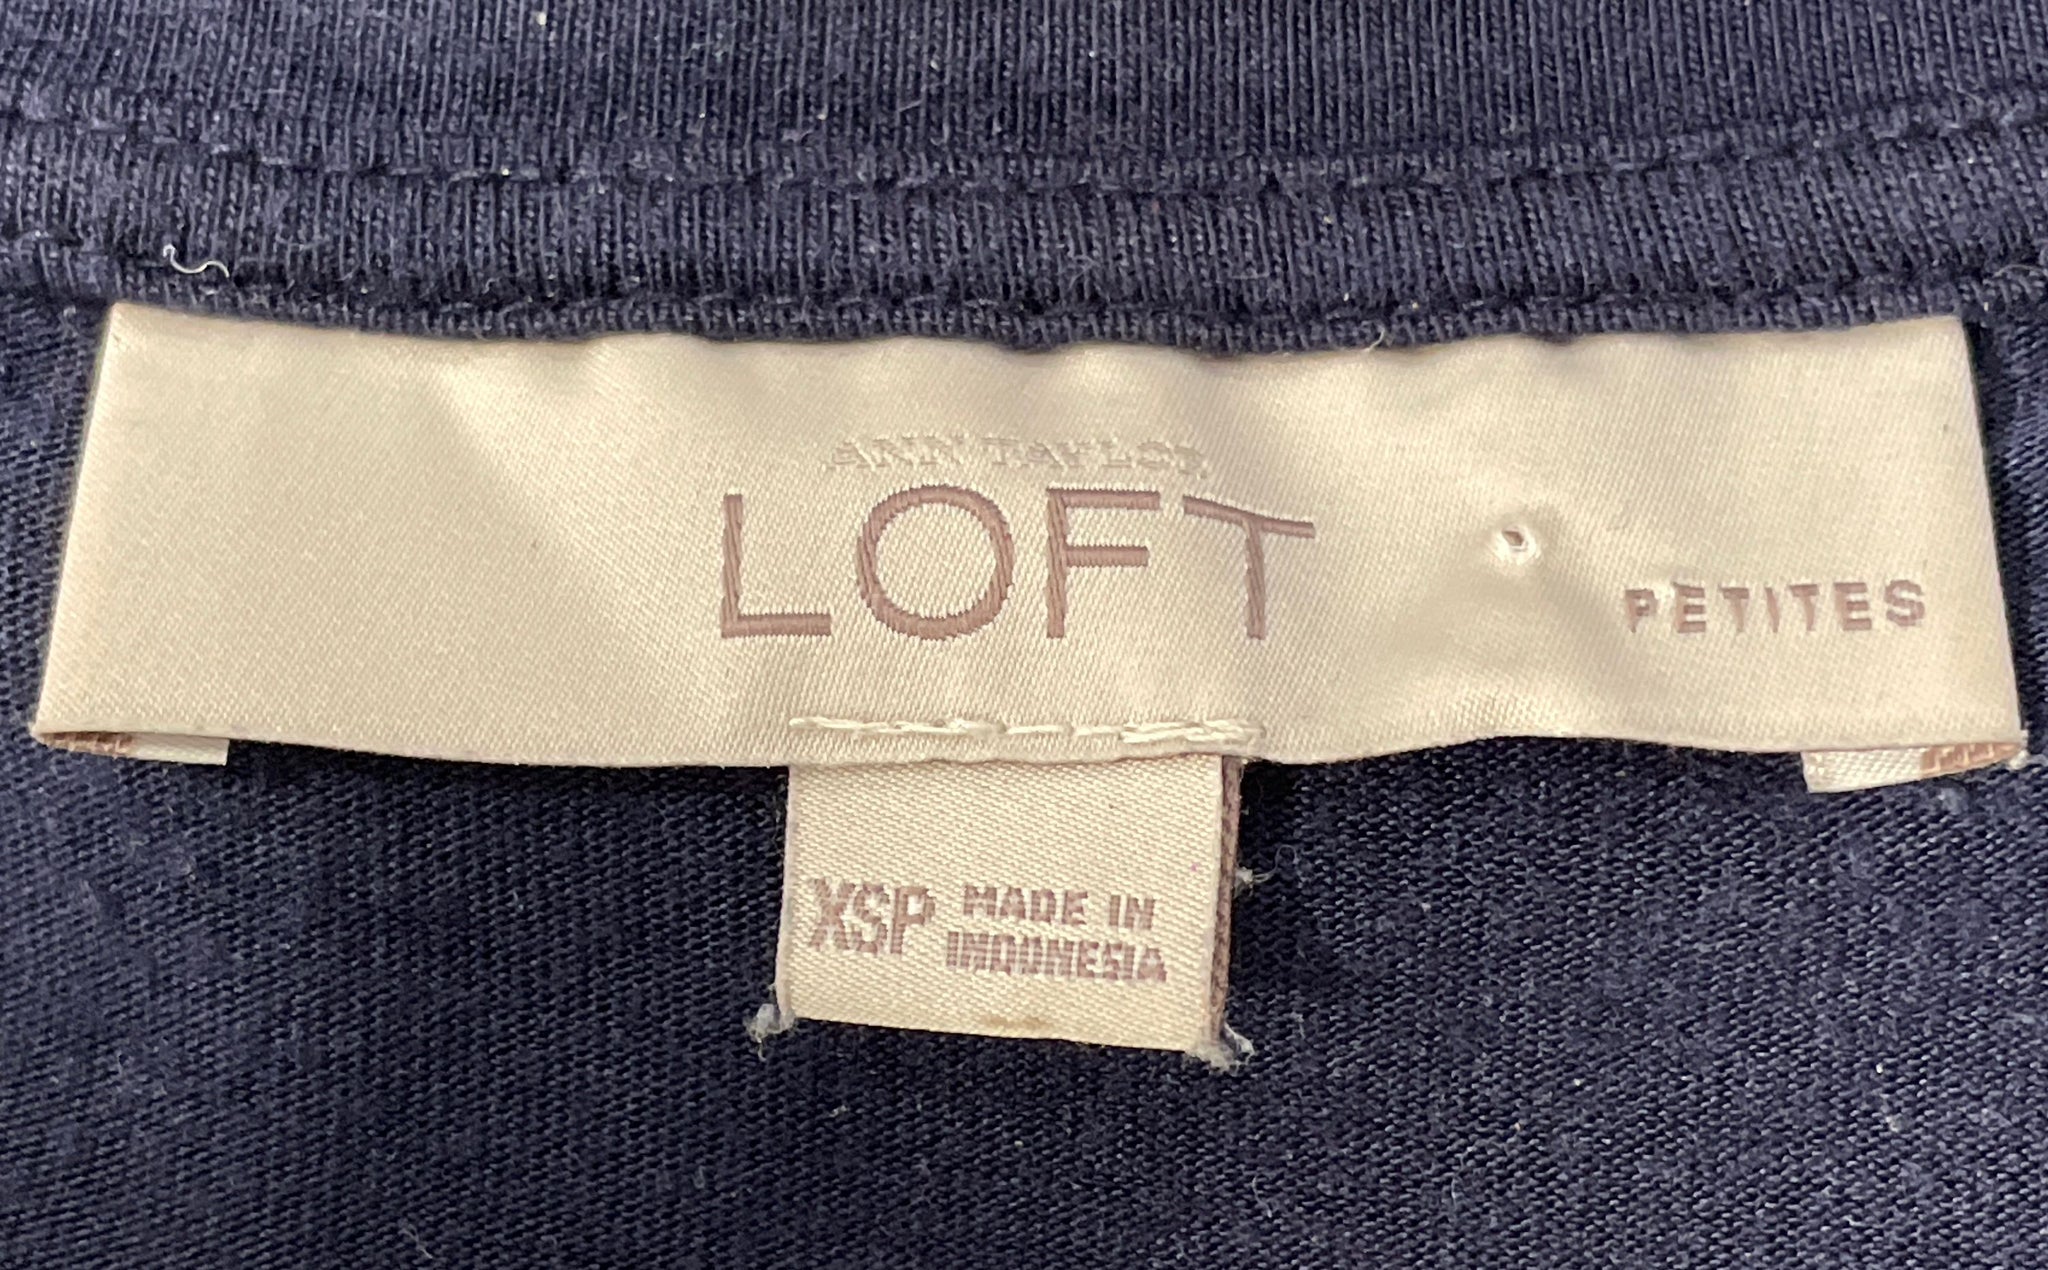 ANN TAYLOR
LOFT
PETITES
XSP MADE IN
INDONESIA